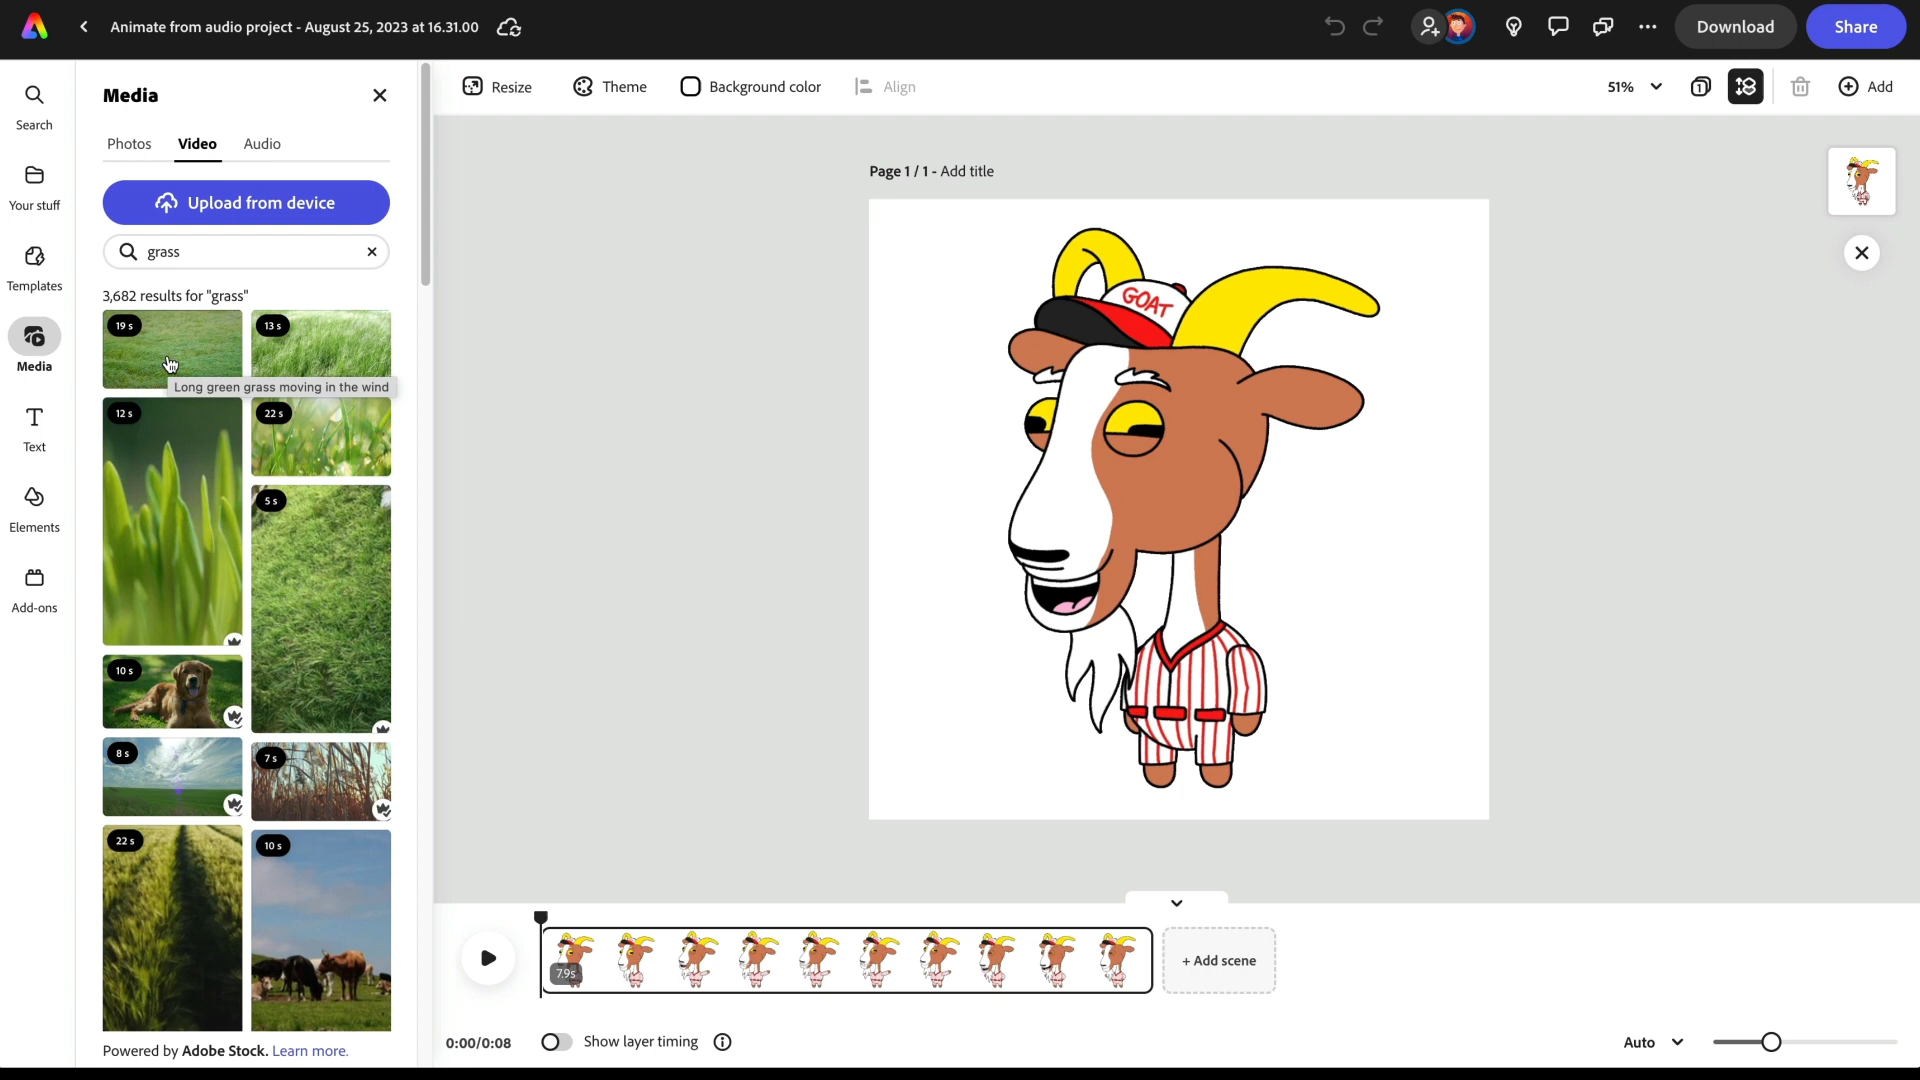 Animate from audio project - August 25, 2023 at 16.31.00
Download
Share
Search
Your stuff
Templates
Media
Text
Elements
Add-ons
Media
Photos
Video
Audio
Upload from device
grass
3,682 results for "grass"
19 s
13 s
Long green grass moving in the wind
12 s
22 s
5 s
10 s
8 s
7 s
22 s
10 s
Powered by Adobe Stock. Learn more.
Resize
Theme
Background color
Align
51%
1
Add
Page 1 / 1 - Add title
GOAT
7.9s
+ Add scene
0:00/0:08
Show layer timing
Auto